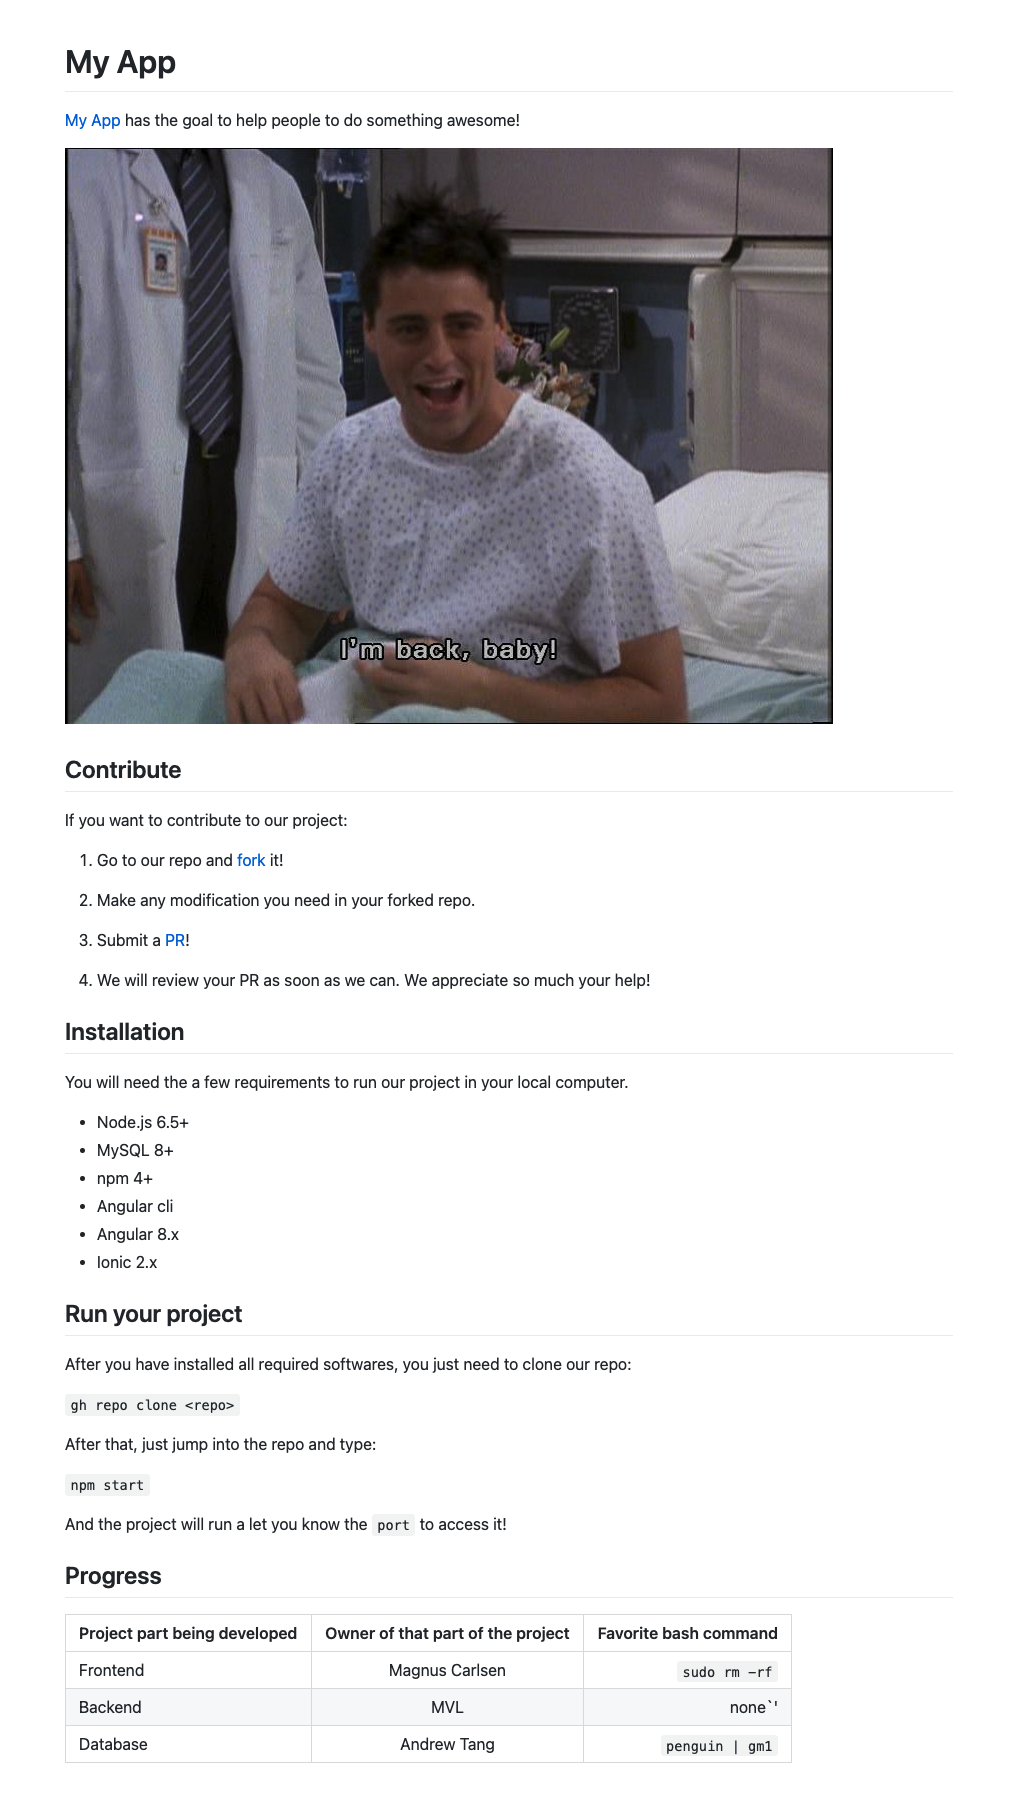 My App
My App has the goal to help people to do something awesome!
I'm back, baby!
Contribute
If you want to contribute to our project:
1. Go to our repo and fork it!
2. Make any modification you need in your forked repo.
3. Submit a PR!
4. We will review your PR as soon as we can. We appreciate so much your help!
Installation
You will need the a few requirements to run our project in your local computer.
• Node.js 6.5+
• MySQL 8+
• npm 4+
• Angular cli
• Angular 8.x
• Ionic 2.x
Run your project
After you have installed all required softwares, you just need to clone our repo:
gh repo clone <repo>
After that, just jump into the repo and type:
npm start
And the project will run a let you know the port to access it!
Progress
Project part being developed Owner of that part of the project Favorite bash command
Frontend Magnus Carlsen sudo rm -rf
Backend MVL none`'
Database Andrew Tang penguin | gm1